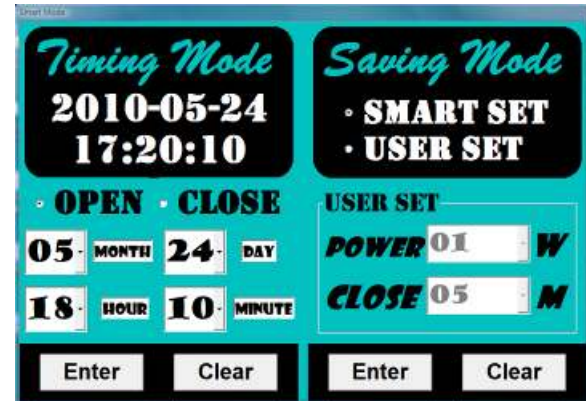 Smart Mode
Timing Mode
2010-05-24
17:20:10
OPEN CLOSE
05 MONTH 24 DAY
18 HOUR 10 MINUTE
Enter Clear
Saving Mode
SMART SET
USER SET
USER SET
POWER 01 W
CLOSE 05 M
Enter Clear